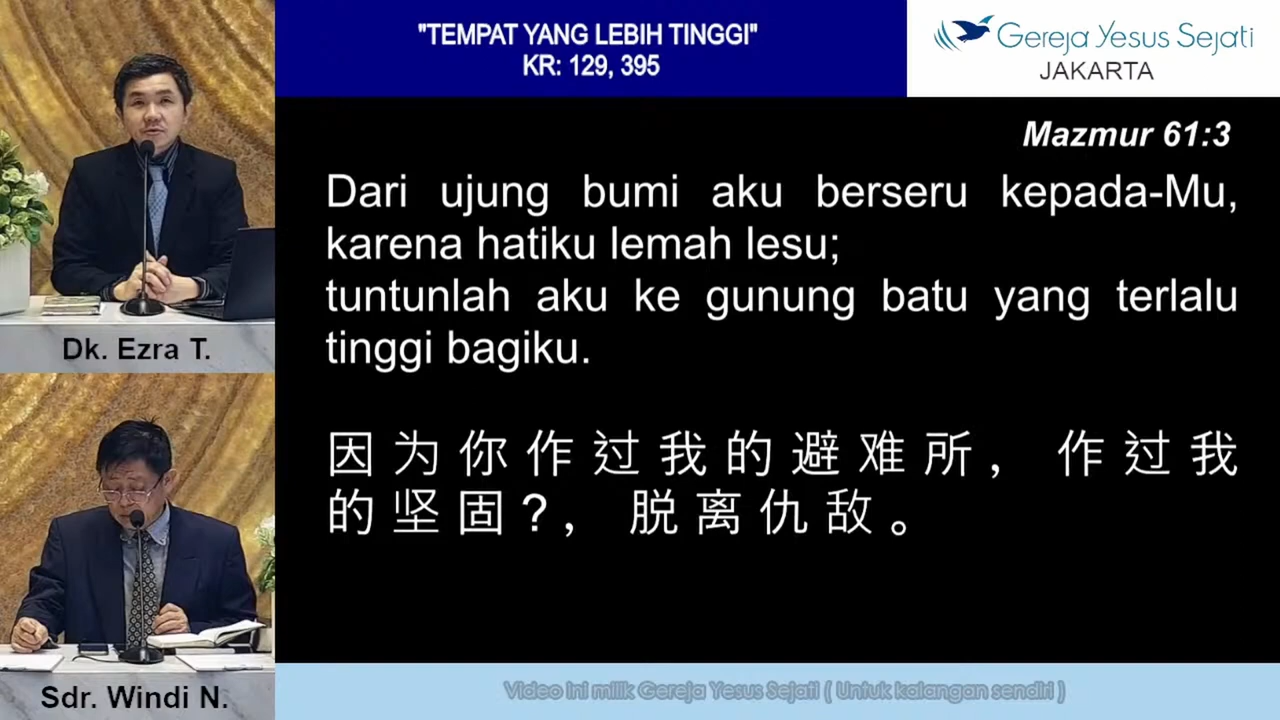 "TEMPAT YANG LEBIH TINGGI"
KR: 129, 395
Gereja Yesus Sejati
JAKARTA
Mazmur 61:3
Dari ujung bumi aku berseru kepada-Mu,
karena hatiku lemah lesu;
tuntunlah aku ke gunung batu yang terlalu
tinggi bagiku.
因为你作过我的避难所，作过我
的坚固?，脱离仇敌。
Dk. Ezra T.
Sdr. Windi N.
Video ini milik Gereja Yesus Sejati ( Untuk kalangan sendiri )